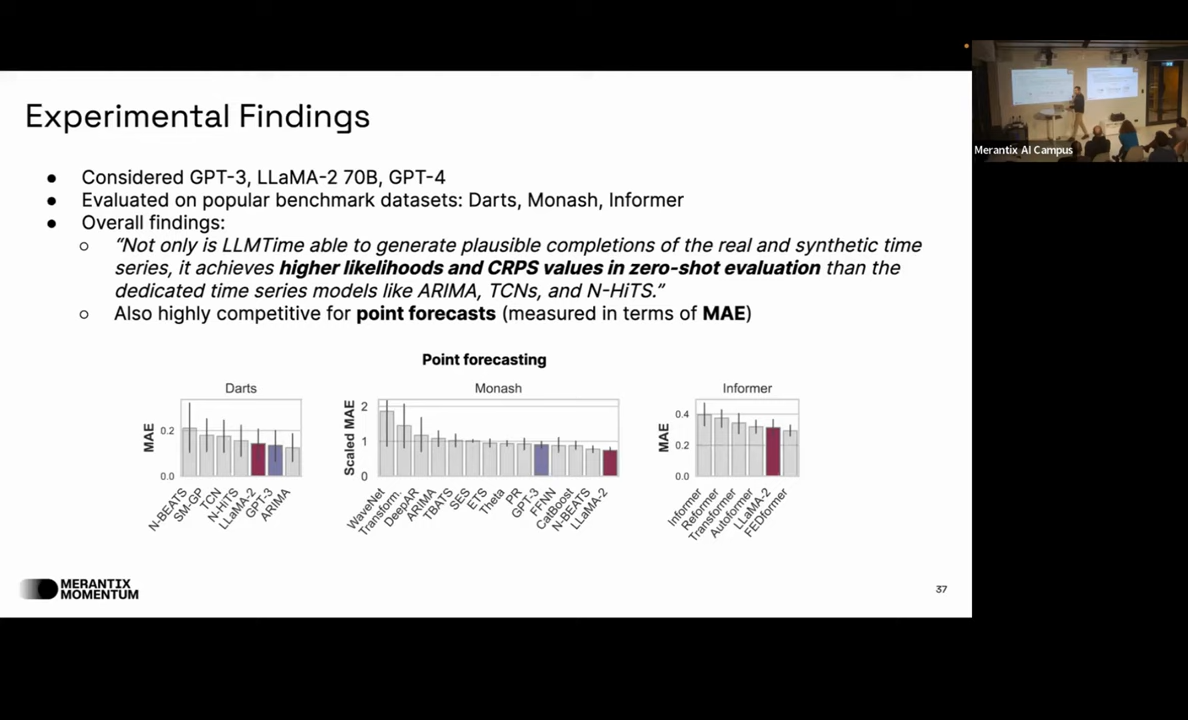 Experimental Findings
● Considered GPT-3, LLaMA-2 70B, GPT-4
● Evaluated on popular benchmark datasets: Darts, Monash, Informer
● Overall findings:
○ “Not only is LLMTime able to generate plausible completions of the real and synthetic time
series, it achieves higher likelihoods and CRPS values in zero-shot evaluation than the
dedicated time series models like ARIMA, TCNs, and N-HiTS.”
○ Also highly competitive for point forecasts (measured in terms of MAE)
Point forecasting
Darts
MAE
0.2
0.0
N-BEATS
SM-GP
TCN
N-HiTS
LLaMA-2
GPT-3
ARIMA
Monash
Scaled MAE
2
1
0
WaveNet
Transform.
DeepAR
ARIMA
TBATS
SES
ETS
Theta
PR
GPT-3
FFNN
CatBoost
N-BEATS
LLaMA-2
Informer
MAE
0.4
0.2
0.0
Informer
Reformer
Transformer
Autoformer
LLaMA-2
FEDformer
MERANTIX
MOMENTUM
37
Merantix AI Campus